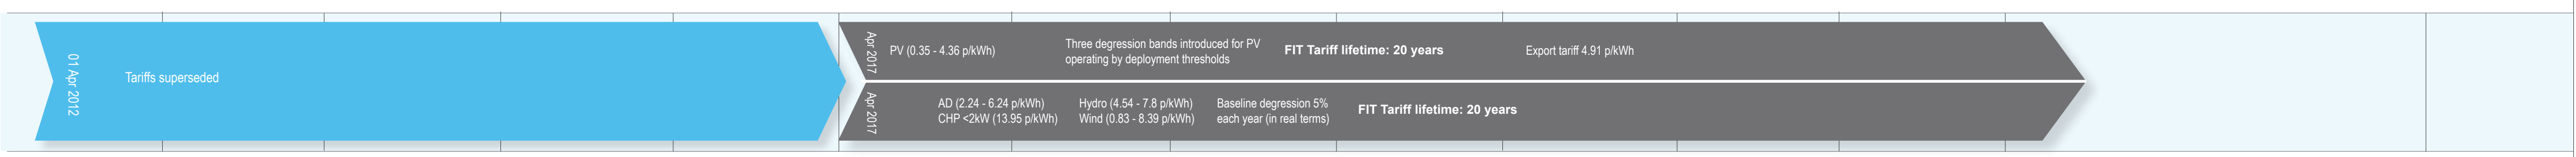 01 Apr 2012
Tariffs superseded
Apr 2017
PV (0.35 - 4.36 p/kWh)
Three degression bands introduced for PV
operating by deployment thresholds
FIT Tariff lifetime: 20 years
Export tariff 4.91 p/kWh
Apr 2017
AD (2.24 - 6.24 p/kWh)
CHP <2kW (13.95 p/kWh)
Hydro (4.54 - 7.8 p/kWh)
Wind (0.83 - 8.39 p/kWh)
Baseline degression 5%
each year (in real terms)
FIT Tariff lifetime: 20 years